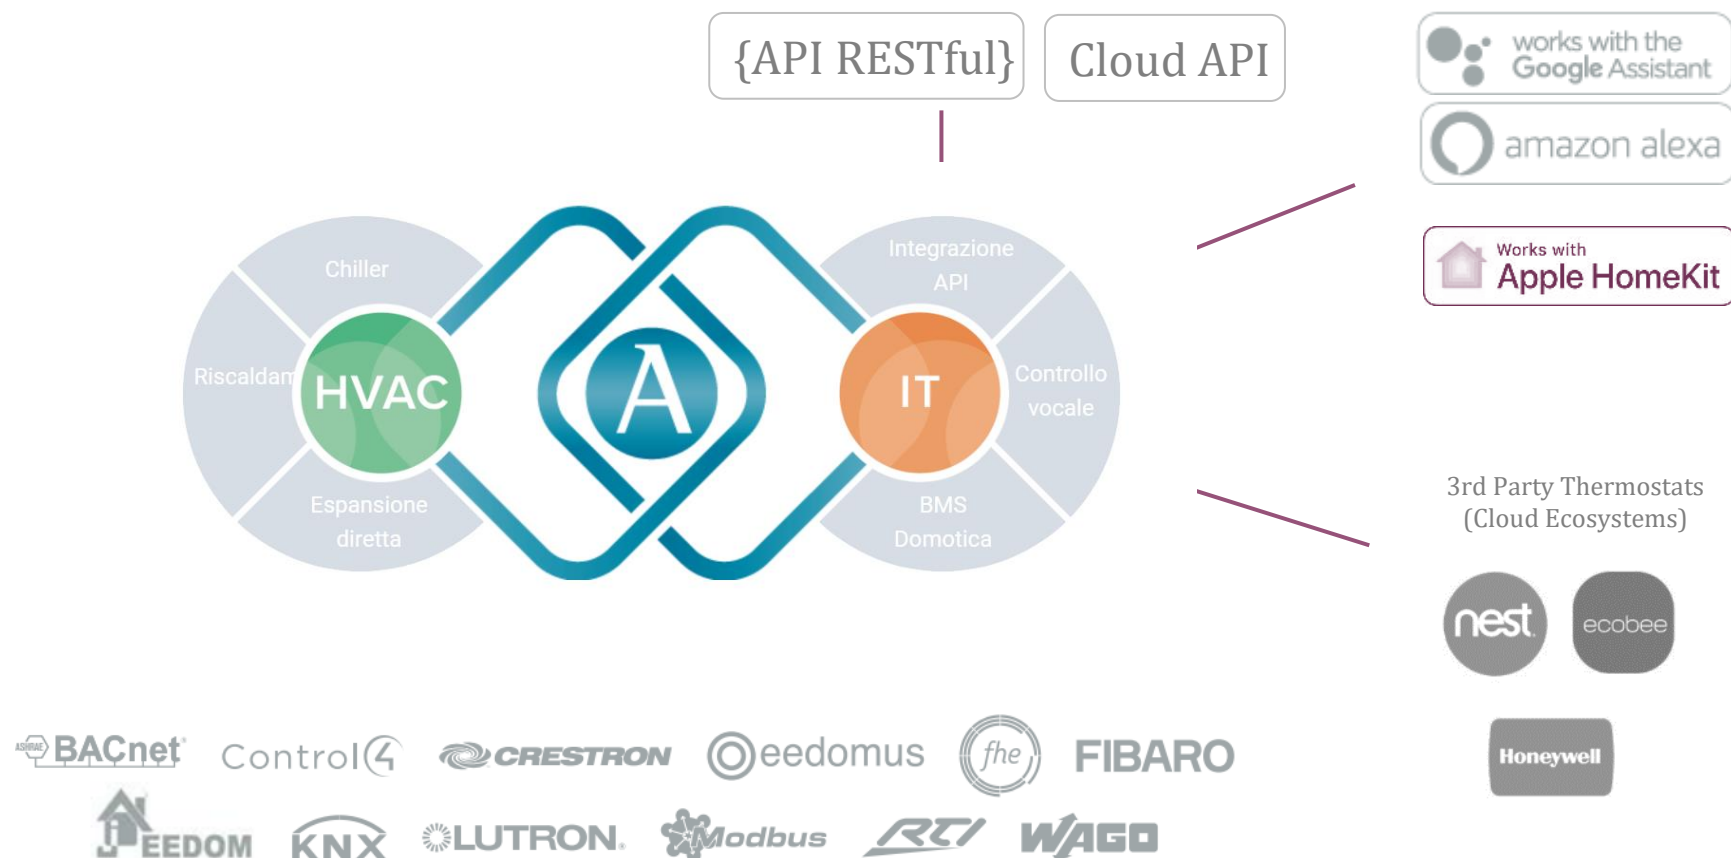 {API RESTful}
Cloud API
works with the
Google Assistant
amazon alexa
Works with
Apple HomeKit
Chiller
Riscaldam
HVAC
Espansione
diretta
A
Integrazione
API
IT
Controllo
vocale
BMS
Domotica
3rd Party Thermostats
(Cloud Ecosystems)
nest
ecobee
Honeywell
ASHRAE BACnet
Control4
CRESTRON
eedomus
fhe
FIBARO
JEEDOM
KNX
LUTRON.
Modbus
RTI
WAGO